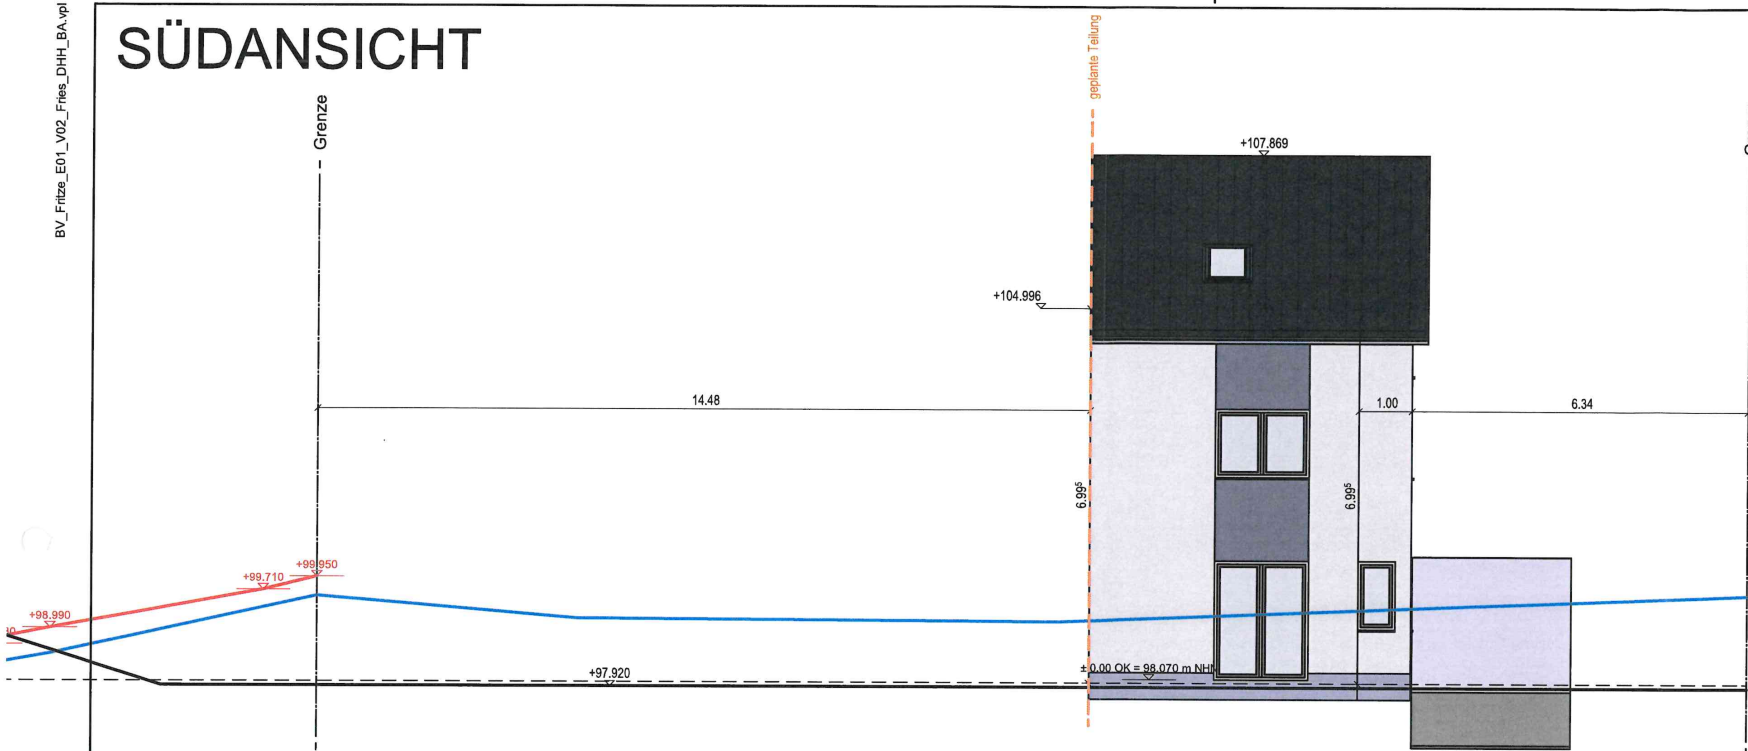 SÜDANSICHT
BV_Fritze_E01_V02_Fries_DHH_BA.vpl
Grenze
geplante Teilung
+107.869
+104.996
14.48
1.00
6.34
6.99⁵
6.99⁵
+99.950
+99.710
+98.990
+97.920
± 0.00 OK = 98.070 m NHN